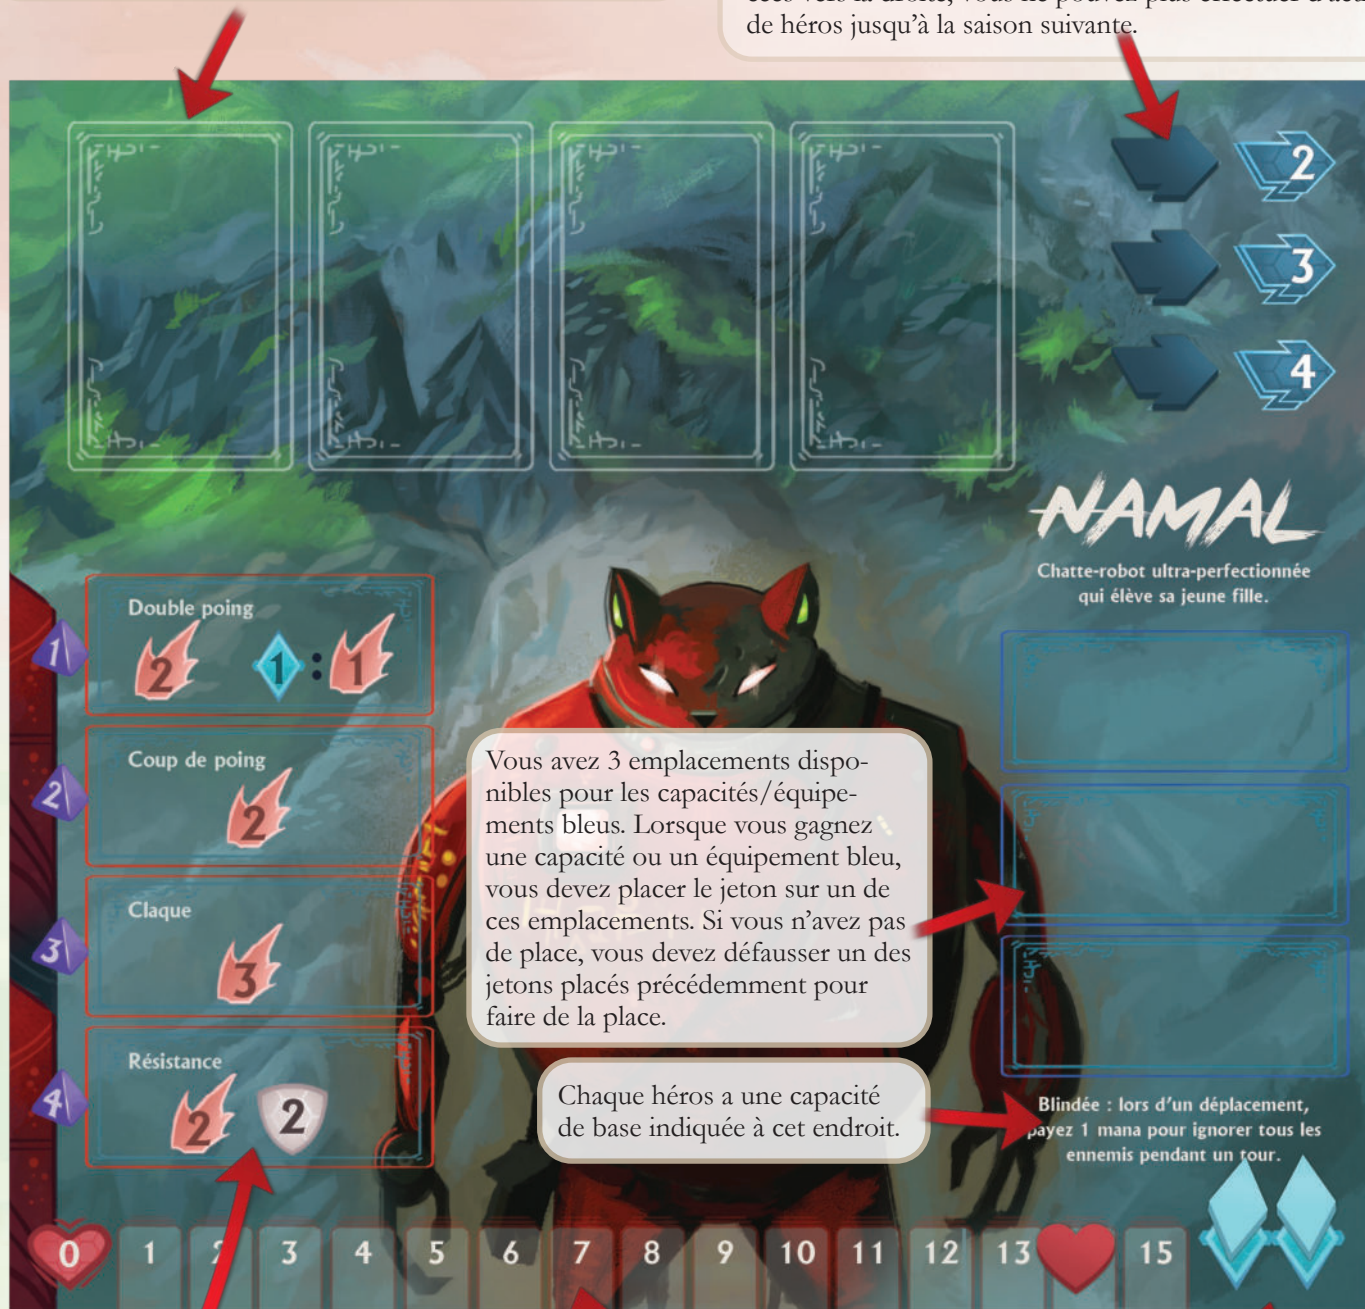 de héros jusqu'à la saison suivante.
2
3
4
NAMAL
Chatte-robot ultra-perfectionnée
qui élève sa jeune fille.
1
Double poing
2 1 : 1
2
Coup de poing
2
3
Claque
3
4
Résistance
2 2
Vous avez 3 emplacements dispo-
nibles pour les capacités/équipe-
ments bleus. Lorsque vous gagnez
une capacité ou un équipement bleu,
vous devez placer le jeton sur un de
ces emplacements. Si vous n'avez pas
de place, vous devez défausser un des
jetons placés précédemment pour
faire de la place.
Chaque héros a une capacité
de base indiquée à cet endroit.
Blindée : lors d'un déplacement,
payez 1 mana pour ignorer tous les
ennemis pendant un tour.
0 1 2 3 4 5 6 7 8 9 10 11 12 13 15